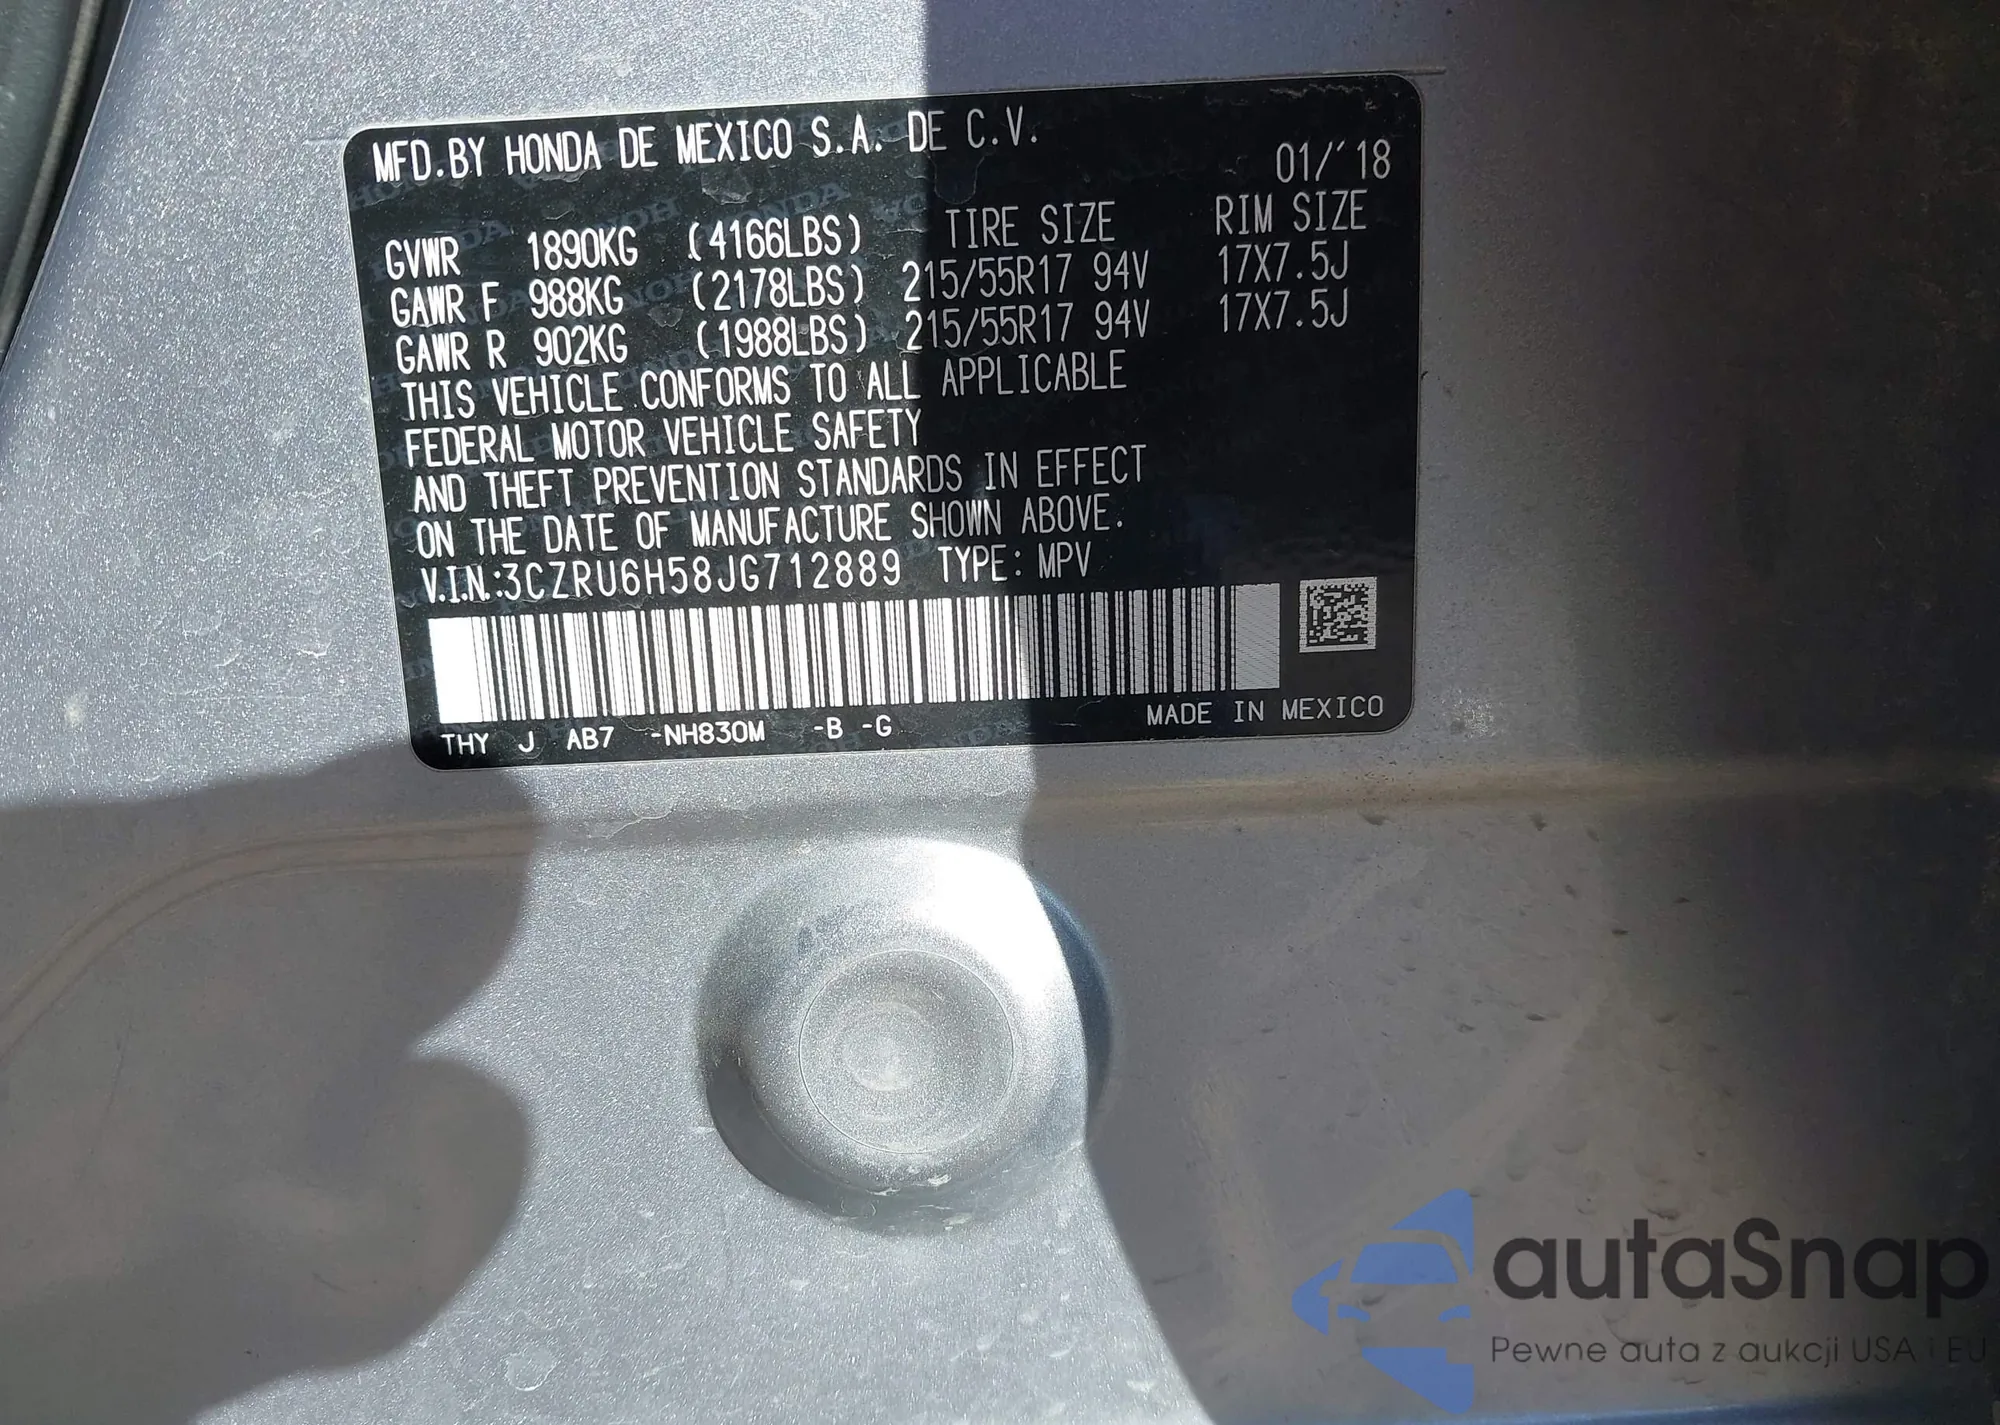 MFD.BY HONDA DE MEXICO S.A. DE C.V.
01/'18
GVWR 1890KG (4166LBS) TIRE SIZE RIM SIZE
GAWR F 988KG (2178LBS) 215/55R17 94V 17X7.5J
GAWR R 902KG (1988LBS) 215/55R17 94V 17X7.5J
THIS VEHICLE CONFORMS TO ALL APPLICABLE
FEDERAL MOTOR VEHICLE SAFETY
AND THEFT PREVENTION STANDARDS IN EFFECT
ON THE DATE OF MANUFACTURE SHOWN ABOVE.
V.I.N.:3CZRU6H58JG712889 TYPE: MPV
MADE IN MEXICO
THY J AB7 -NH830M -B -G
autaSnap
Pewne auta z aukcji USA i EU